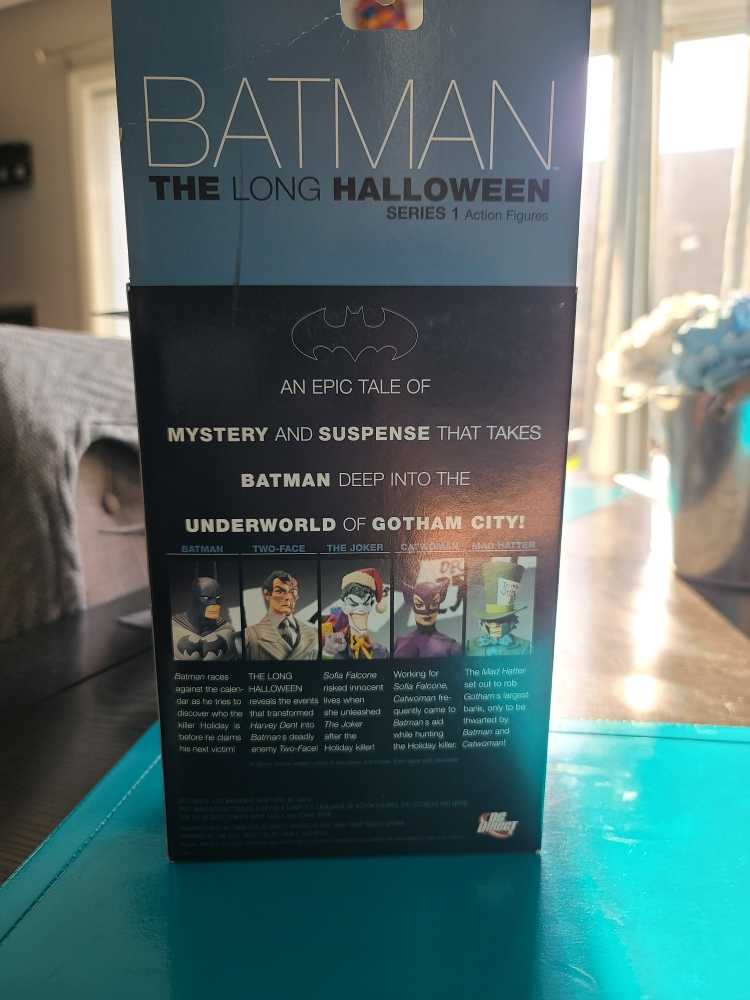 BATMAN
THE LONG HALLOWEEN
SERIES 1 Action Figures
AN EPIC TALE OF
MYSTERY AND SUSPENSE THAT TAKES
BATMAN DEEP INTO THE
UNDERWORLD OF GOTHAM CITY!
BATMAN TWO-FACE THE JOKER CATWOMAN MAD HATTER
Batman races
against the calen-
dar as he tries to
discover who the
killer Holiday is
before he claims
his next victim!
THE LONG
HALLOWEEN
reveals the events
that transformed
Harvey Dent into
Batman's deadly
enemy Two-Face!
Sofia Falcone
risked innocent
lives when
she unleashed
The Joker
after the
Holiday killer!
Working for
Sofia Falcone,
Catwoman fre-
quently came to
Batman's aid
while hunting
the Holiday killer.
The Mad Hatter
set out to rob
Gotham's largest
bank, only to be
thwarted by
Batman and
Catwoman!
DC
DIRECT